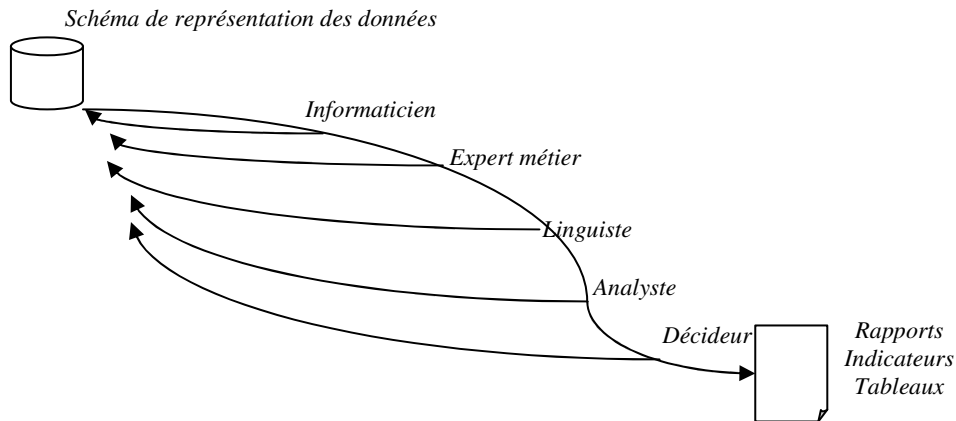 Schéma de représentation des données
Informaticien
Expert métier
Linguiste
Analyste
Décideur
Rapports
Indicateurs
Tableaux